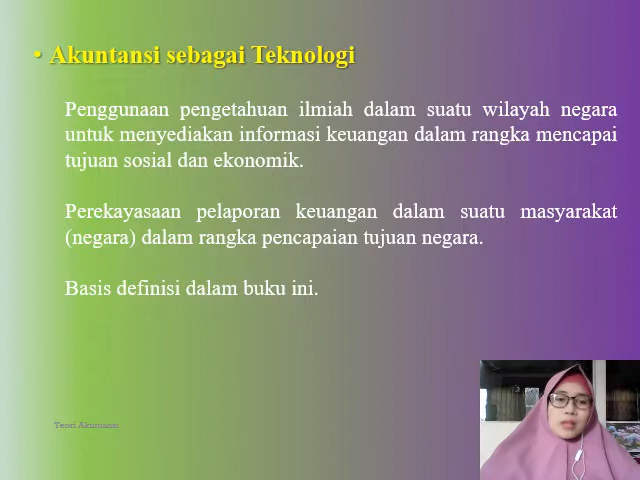 • Akuntansi sebagai Teknologi
Penggunaan pengetahuan ilmiah dalam suatu wilayah negara
untuk menyediakan informasi keuangan dalam rangka mencapai
tujuan sosial dan ekonomik.
Perekayasaan pelaporan keuangan dalam suatu masyarakat
(negara) dalam rangka pencapaian tujuan negara.
Basis definisi dalam buku ini.
Teori Akuntansi